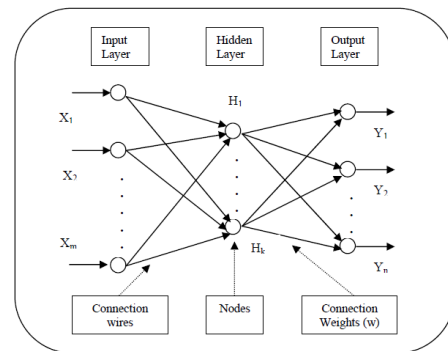 Input
Layer
Hidden
Layer
Output
Layer
H1
X1
Y1
X2
Y2
Xm
Hk
Yn
Connection
wires
Nodes
Connection
Weights (w)